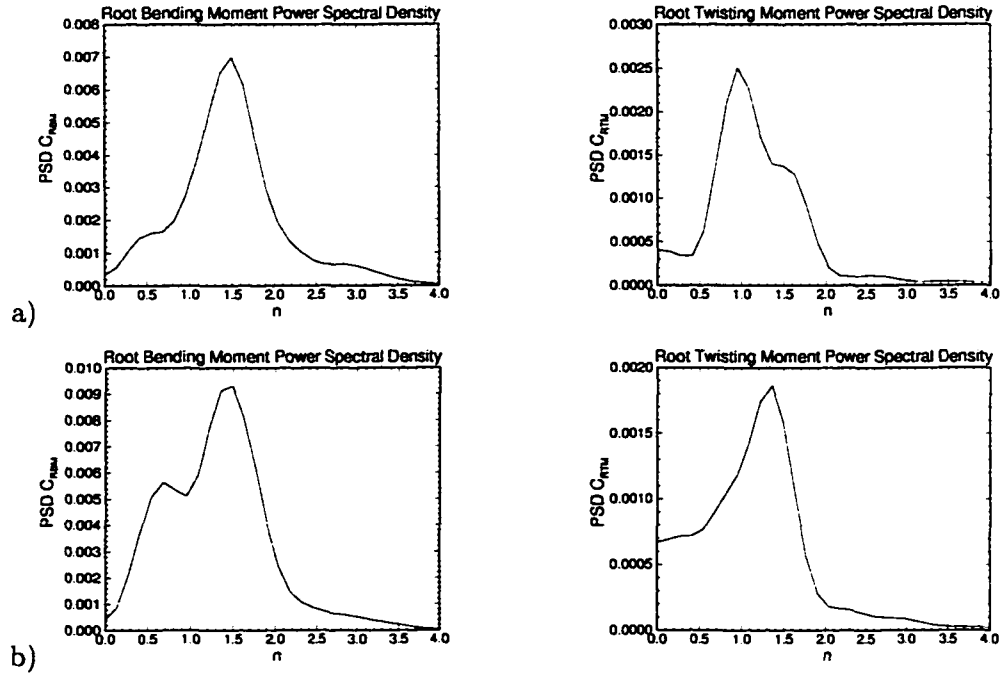 Root Bending Moment Power Spectral Density
0.008
0.007
0.006
0.005
0.004
0.003
0.002
0.001
0.000
PSD C_RBM
0.0 0.5 1.0 1.5 2.0 2.5 3.0 3.5 4.0
n
Root Twisting Moment Power Spectral Density
0.0030
0.0025
0.0020
0.0015
0.0010
0.0005
0.0000
PSD C_RTM
0.0 0.5 1.0 1.5 2.0 2.5 3.0 3.5 4.0
n
a)
Root Bending Moment Power Spectral Density
0.010
0.009
0.008
0.007
0.006
0.005
0.004
0.003
0.002
0.001
0.000
PSD C_RBM
0.0 0.5 1.0 1.5 2.0 2.5 3.0 3.5 4.0
n
Root Twisting Moment Power Spectral Density
0.0020
0.0015
0.0010
0.0005
0.0000
PSD C_RTM
0.0 0.5 1.0 1.5 2.0 2.5 3.0 3.5 4.0
n
b)